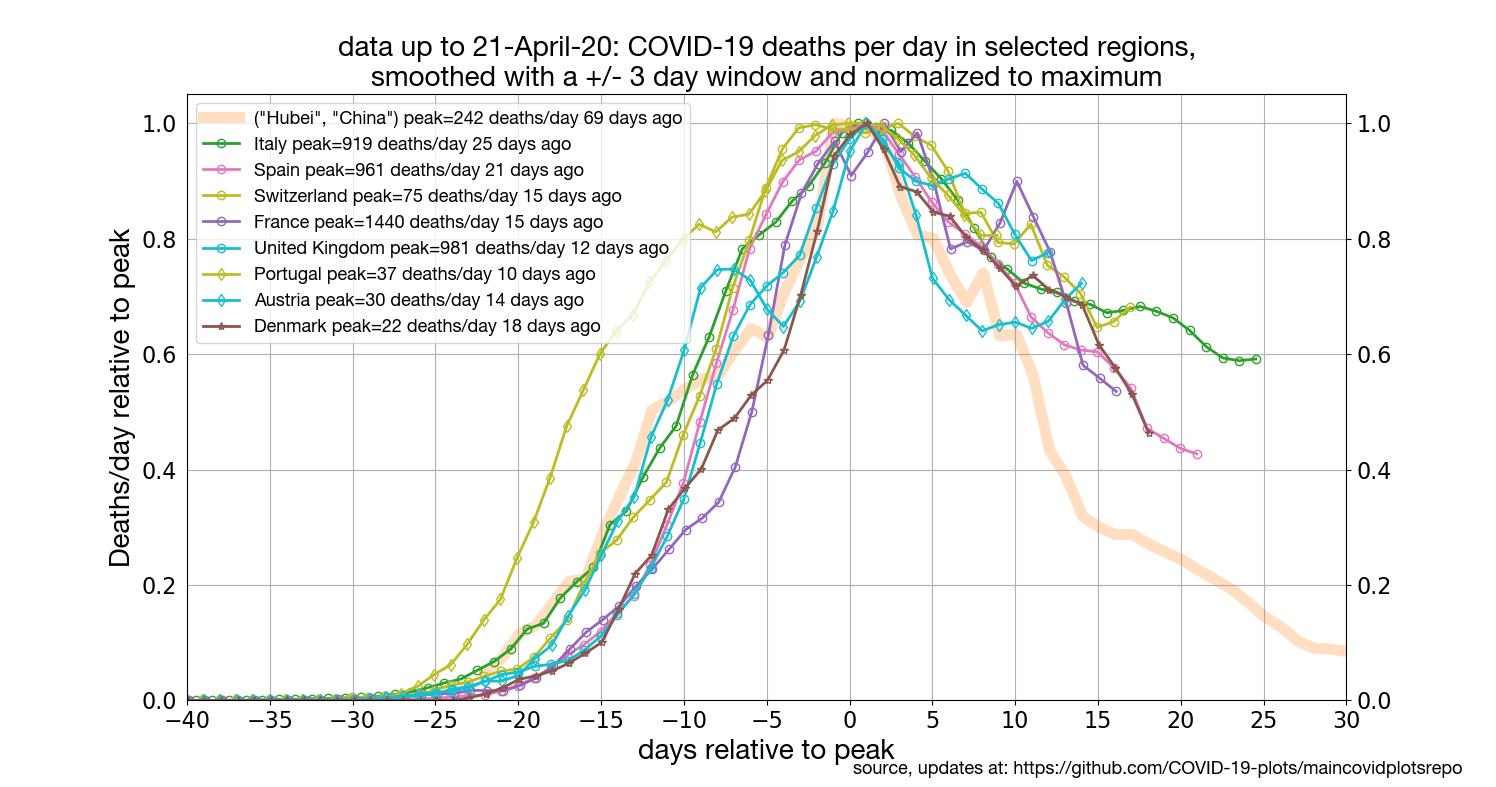 data up to 21-April-20: COVID-19 deaths per day in selected regions,
smoothed with a +/- 3 day window and normalized to maximum
("Hubei", "China") peak=242 deaths/day 69 days ago
Italy peak=919 deaths/day 25 days ago
Spain peak=961 deaths/day 21 days ago
Switzerland peak=75 deaths/day 15 days ago
France peak=1440 deaths/day 15 days ago
United Kingdom peak=981 deaths/day 12 days ago
Portugal peak=37 deaths/day 10 days ago
Austria peak=30 deaths/day 14 days ago
Denmark peak=22 deaths/day 18 days ago
Deaths/day relative to peak
1.0
0.8
0.6
0.4
0.2
0.0
1.0
0.8
0.6
0.4
0.2
0.0
−40 −35 −30 −25 −20 −15 −10 −5 0 5 10 15 20 25 30
days relative to peak
source, updates at: https://github.com/COVID-19-plots/maincovidplotsrepo